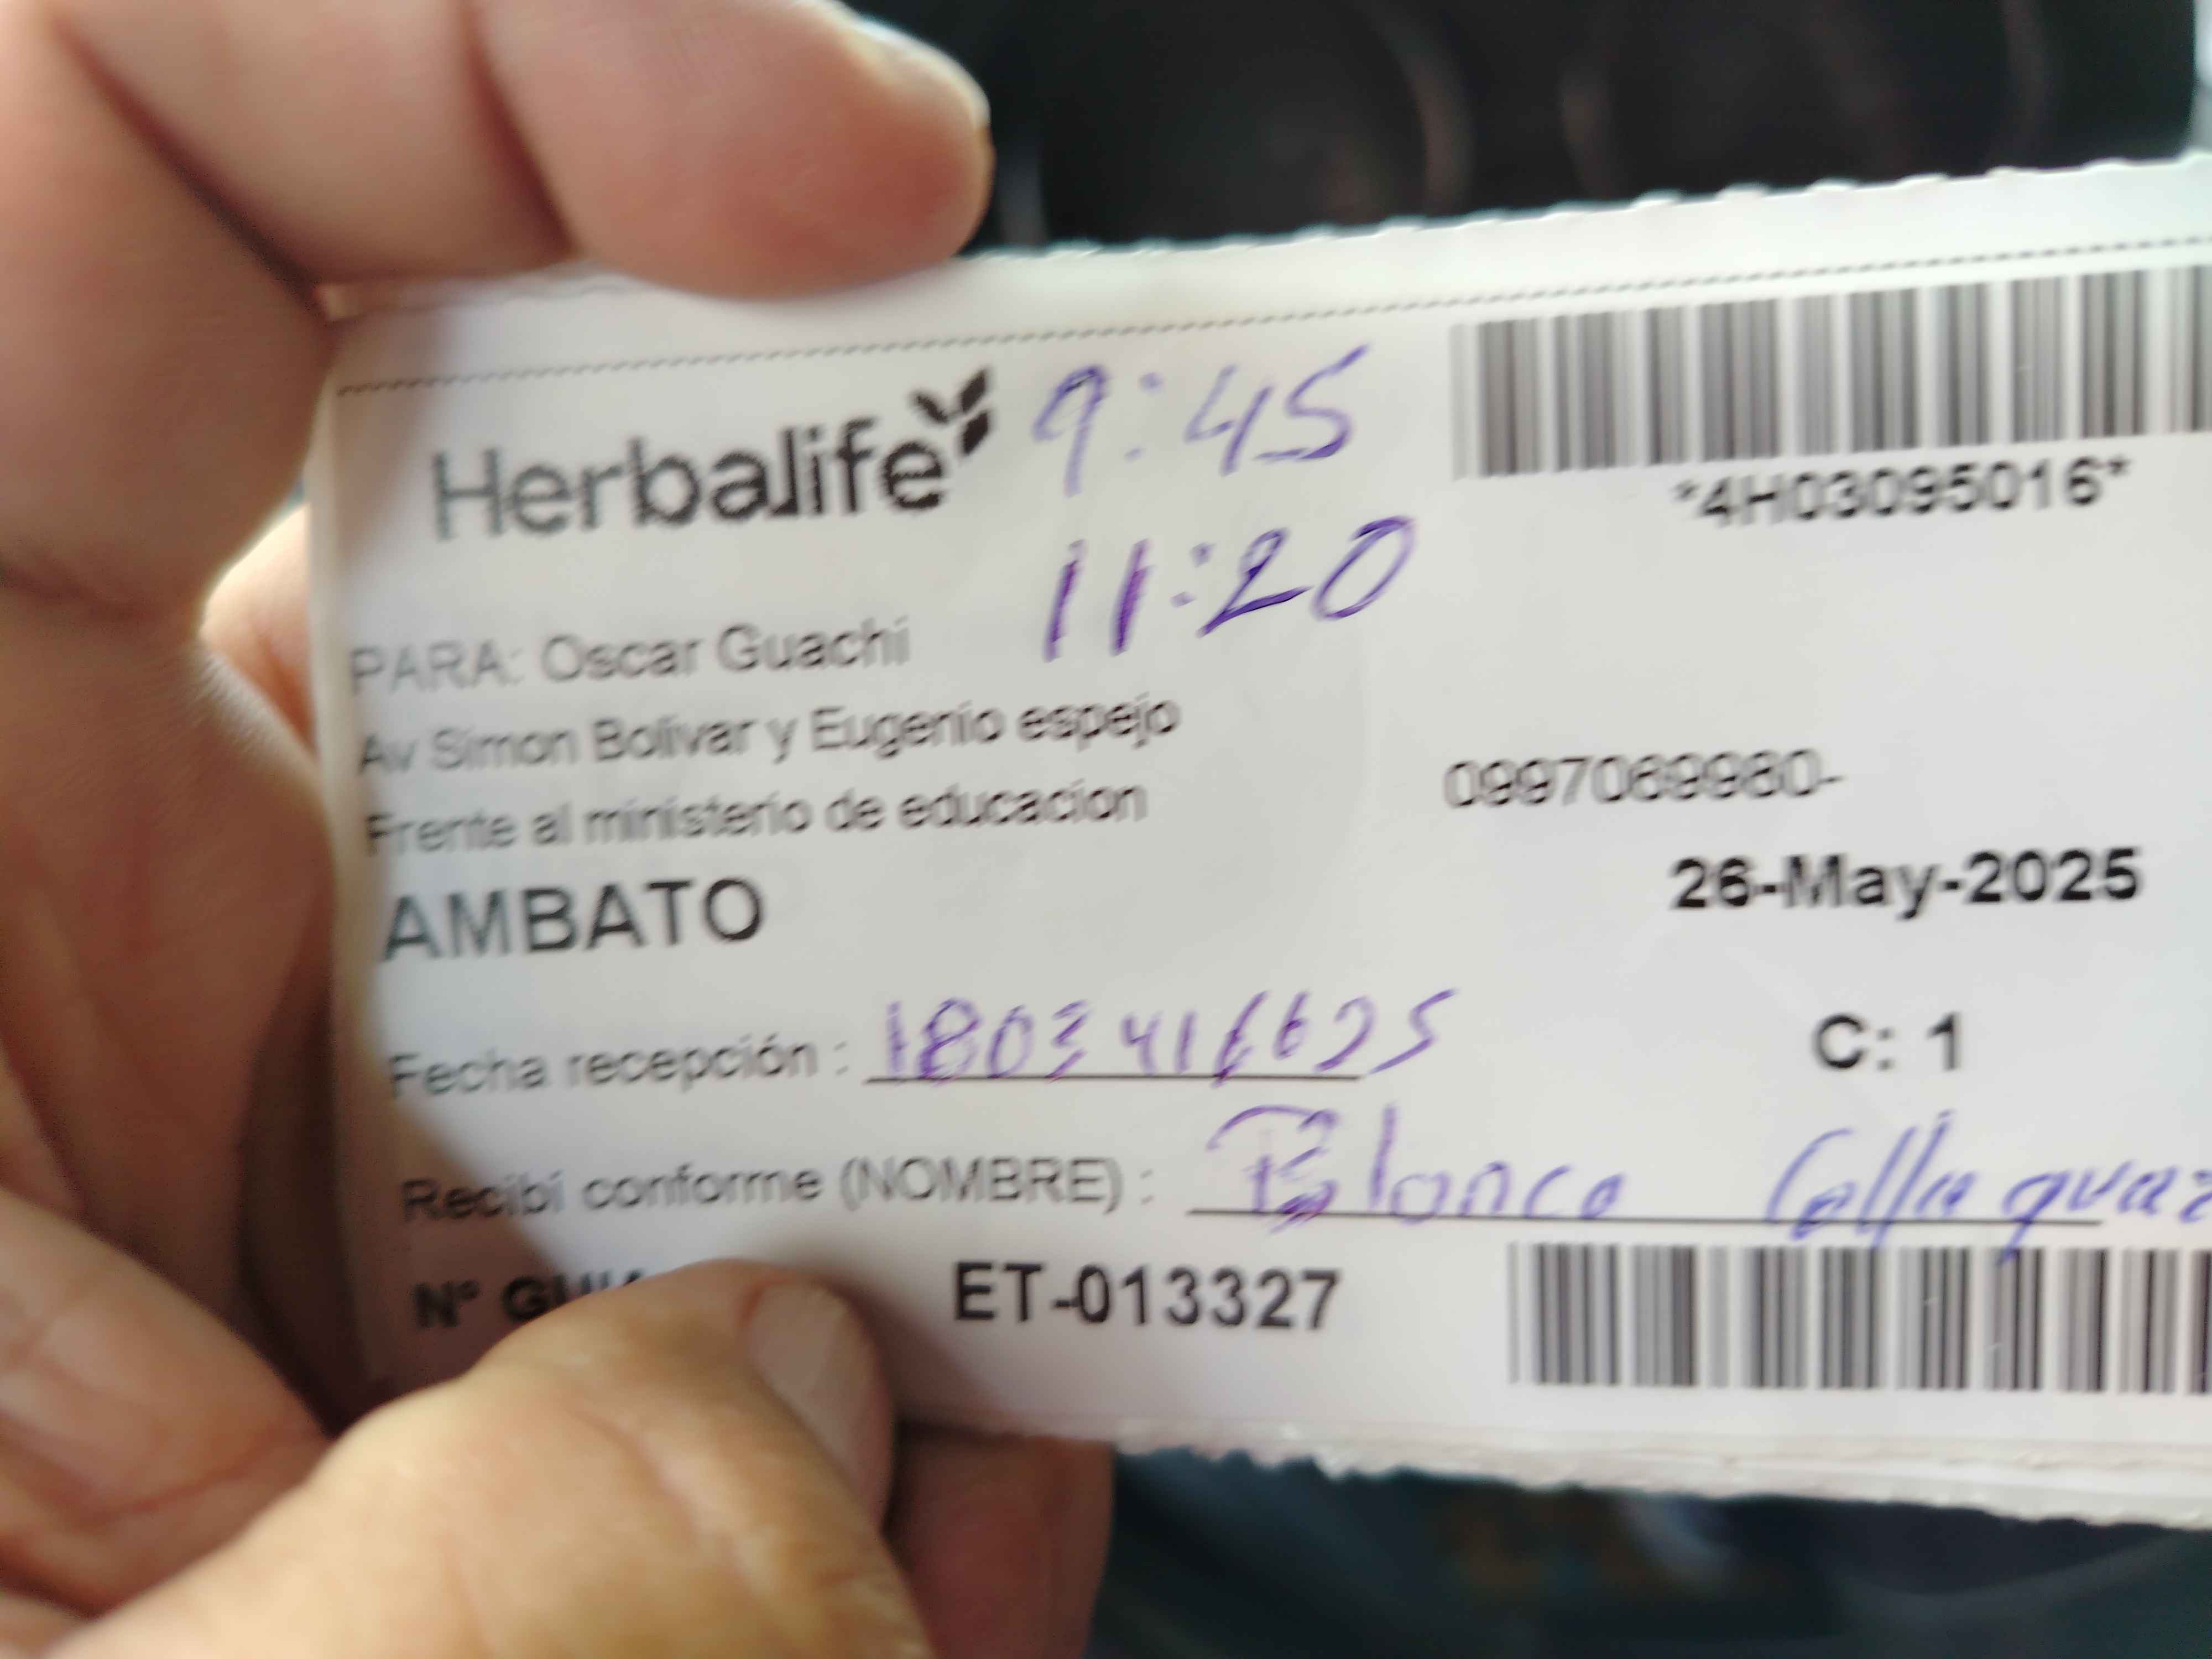 Herbalife
9:45
11:20
*4H03095016*
PARA: Oscar Guachi
Av Simon Bolivar y Eugenio espejo
Frente al ministerio de educacion
0997069980-
AMBATO
26-May-2025
Fecha recepción : 1803416625
C: 1
Recibí conforme (NOMBRE) : Blanca
N° ET-013327